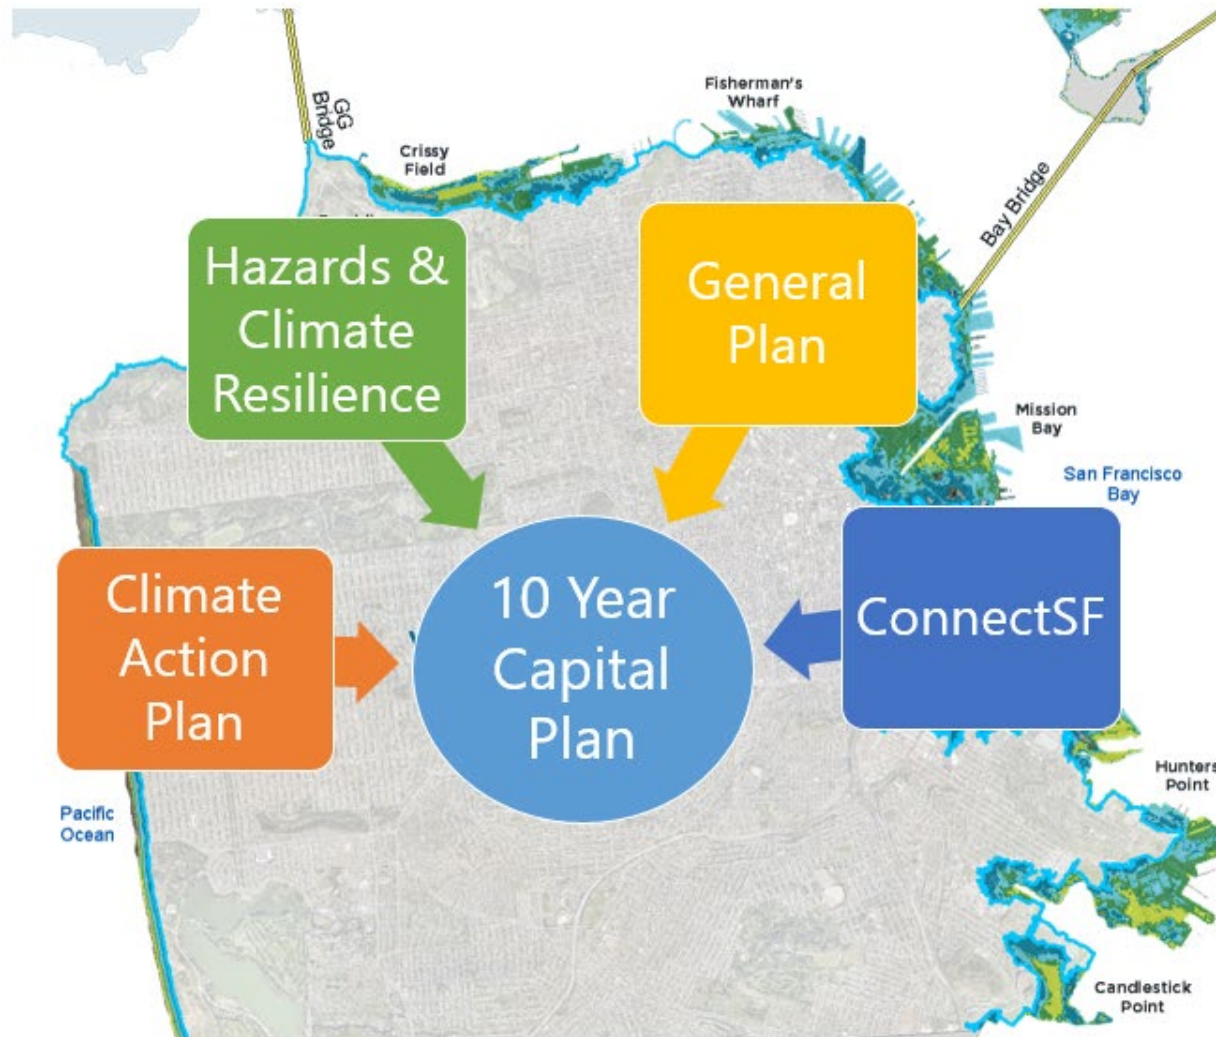 Fisherman's
Wharf
GG
Bridge
Crissy
Field
Bay Bridge
Hazards &
Climate
Resilience
General
Plan
Mission
Bay
San Francisco
Bay
Climate
Action
Plan
10 Year
Capital
Plan
ConnectSF
Pacific
Ocean
Hunters
Point
Candlestick
Point